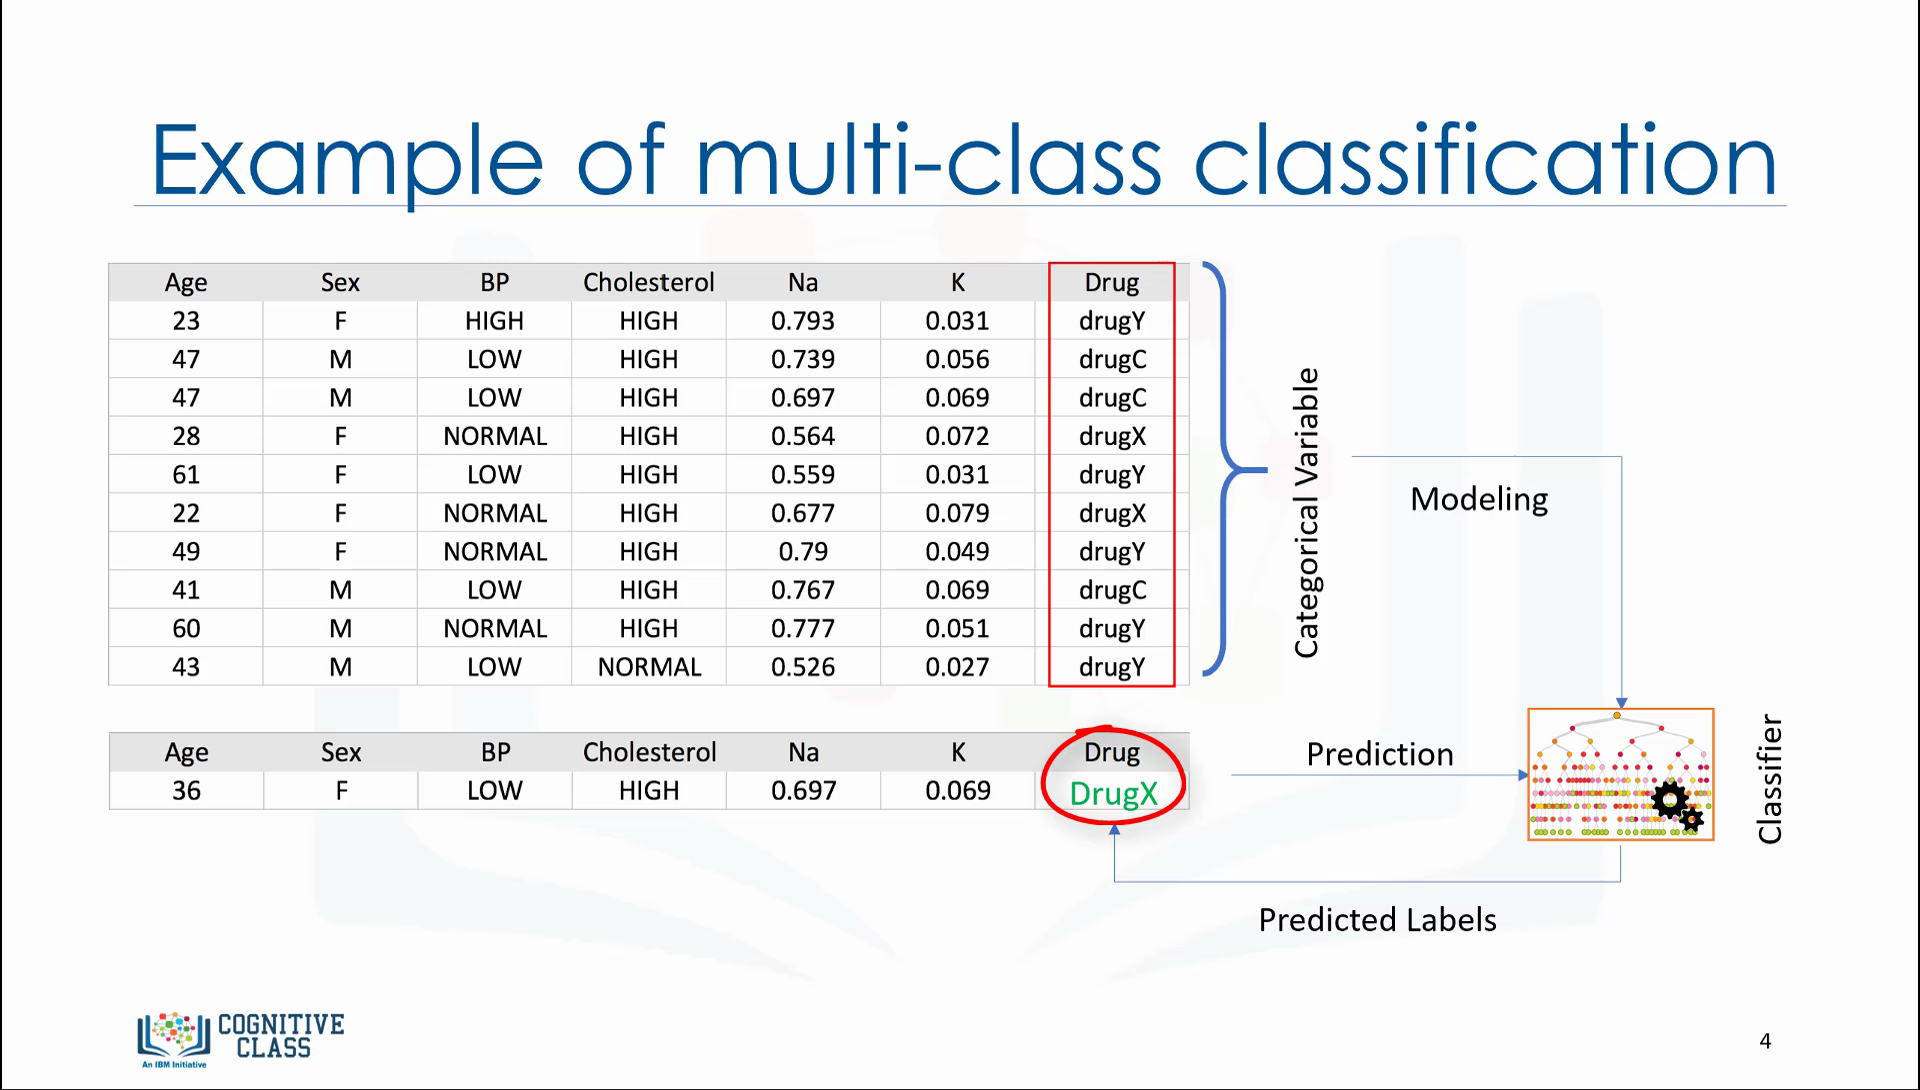 Example of multi-class classification
Age Sex BP Cholesterol Na K Drug
23 F HIGH HIGH 0.793 0.031 drugY
47 M LOW HIGH 0.739 0.056 drugC
47 M LOW HIGH 0.697 0.069 drugC
28 F NORMAL HIGH 0.564 0.072 drugX
61 F LOW HIGH 0.559 0.031 drugY
22 F NORMAL HIGH 0.677 0.079 drugX
49 F NORMAL HIGH 0.79 0.049 drugY
41 M LOW HIGH 0.767 0.069 drugC
60 M NORMAL HIGH 0.777 0.051 drugY
43 M LOW NORMAL 0.526 0.027 drugY
Categorical Variable
Modeling
Age Sex BP Cholesterol Na K Drug
36 F LOW HIGH 0.697 0.069 DrugX
Prediction
Classifier
Predicted Labels
COGNITIVE
CLASS
An IBM Initiative
4